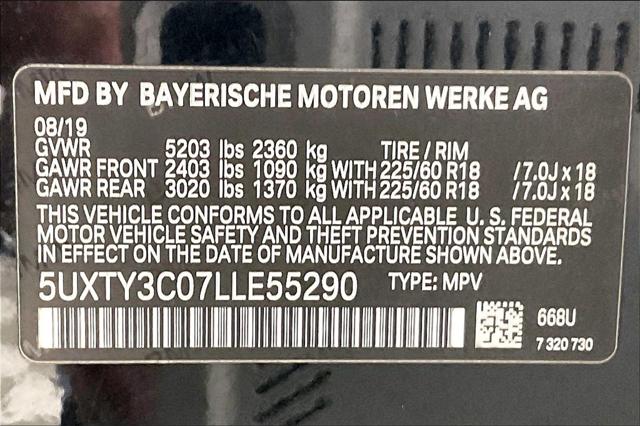 MFD BY BAYERISCHE MOTOREN WERKE AG
08/19
GVWR 5203 lbs 2360 kg TIRE / RIM
GAWR FRONT 2403 lbs 1090 kg WITH 225/60 R18 /7.0J x 18
GAWR REAR 3020 lbs 1370 kg WITH 225/60 R18 /7.0J x 18
THIS VEHICLE CONFORMS TO ALL APPLICABLE U. S. FEDERAL
MOTOR VEHICLE SAFETY AND THEFT PREVENTION STANDARDS
IN EFFECT ON THE DATE OF MANUFACTURE SHOWN ABOVE.
5UXTY3C07LLE55290 TYPE: MPV
668U
7 320 730